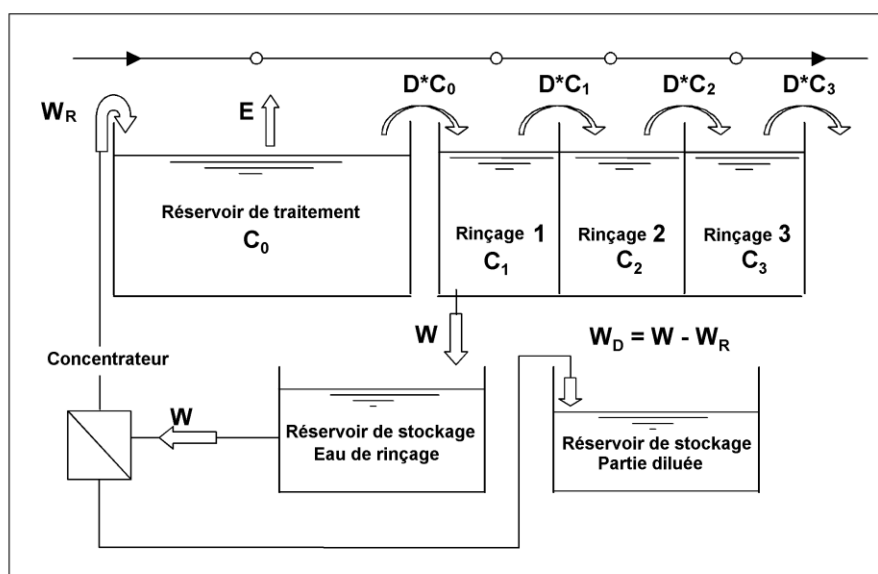 D*C0 D*C1 D*C2 D*C3
WR E
Réservoir de traitement
C0
Rinçage 1
C1
Rinçage 2
C2
Rinçage 3
C3
W
WD = W - WR
Concentrateur
W
Réservoir de stockage
Eau de rinçage
Réservoir de stockage
Partie diluée